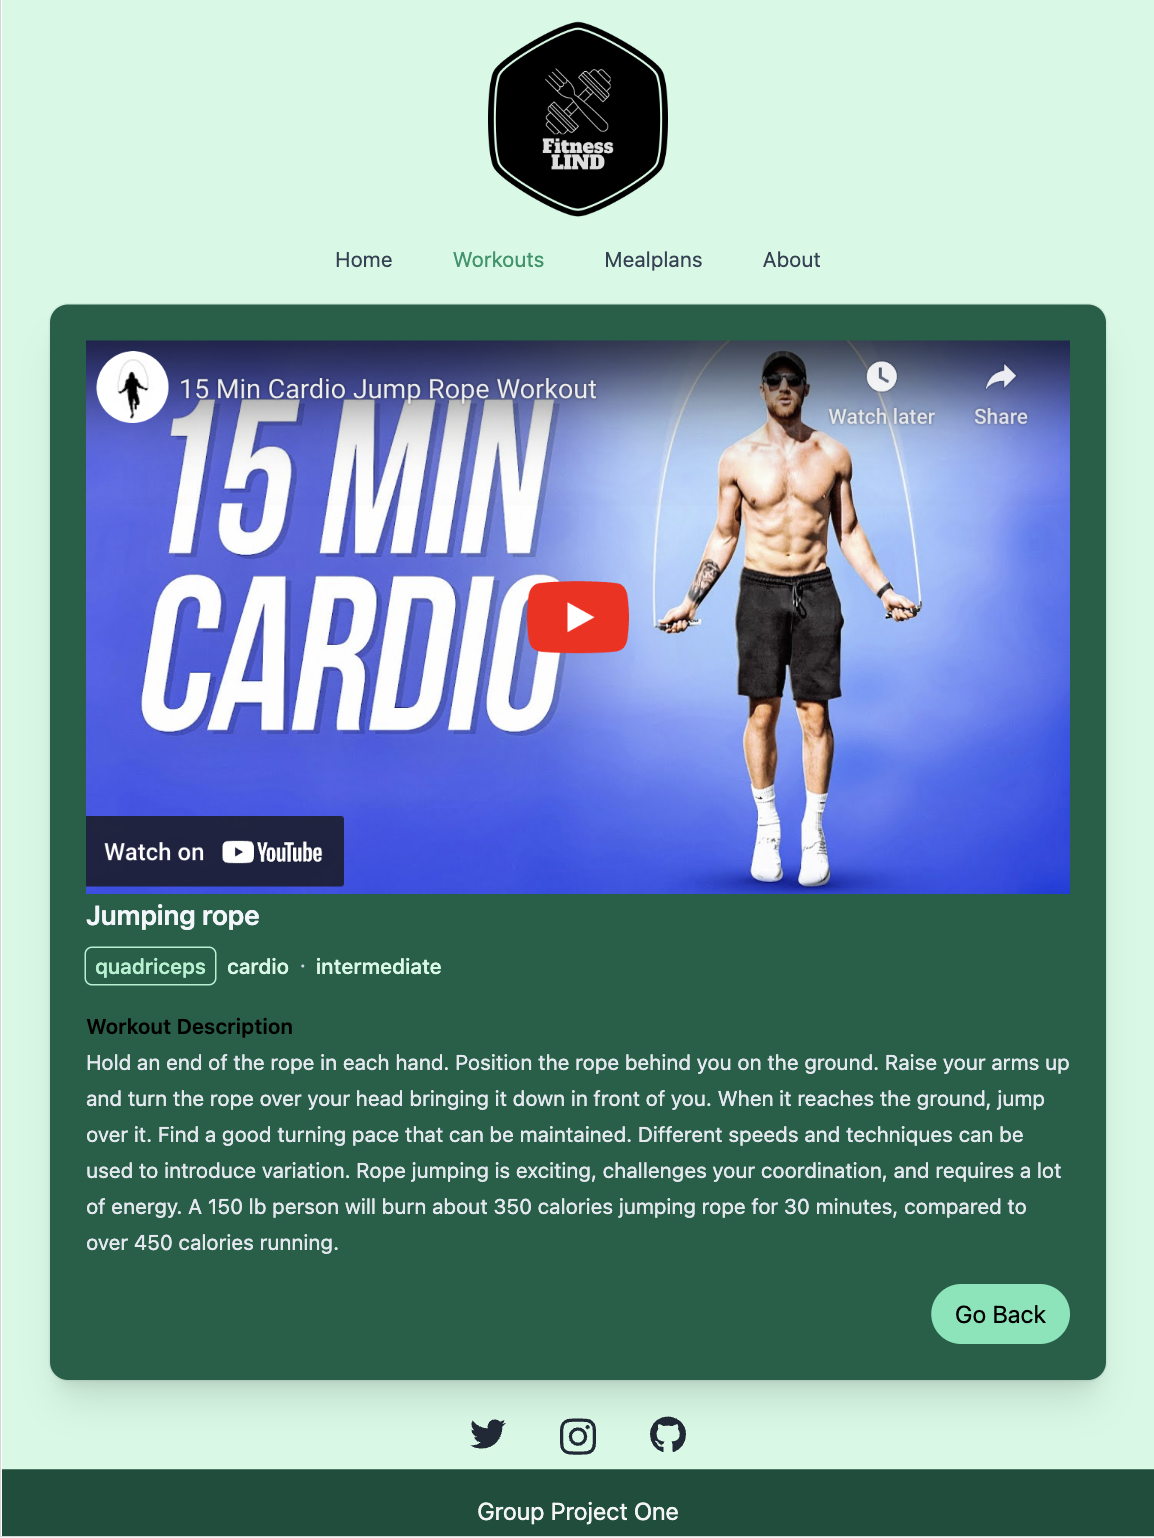 Fitness
LIND
Home
Workouts
Mealplans
About
15 Min Cardio Jump Rope Workout
Watch later
Share
15 MIN
CARDIO
Watch on YouTube
Jumping rope
quadriceps cardio · intermediate
Workout Description
Hold an end of the rope in each hand. Position the rope behind you on the ground. Raise your arms up
and turn the rope over your head bringing it down in front of you. When it reaches the ground, jump
over it. Find a good turning pace that can be maintained. Different speeds and techniques can be
used to introduce variation. Rope jumping is exciting, challenges your coordination, and requires a lot
of energy. A 150 lb person will burn about 350 calories jumping rope for 30 minutes, compared to
over 450 calories running.
Go Back
Group Project One